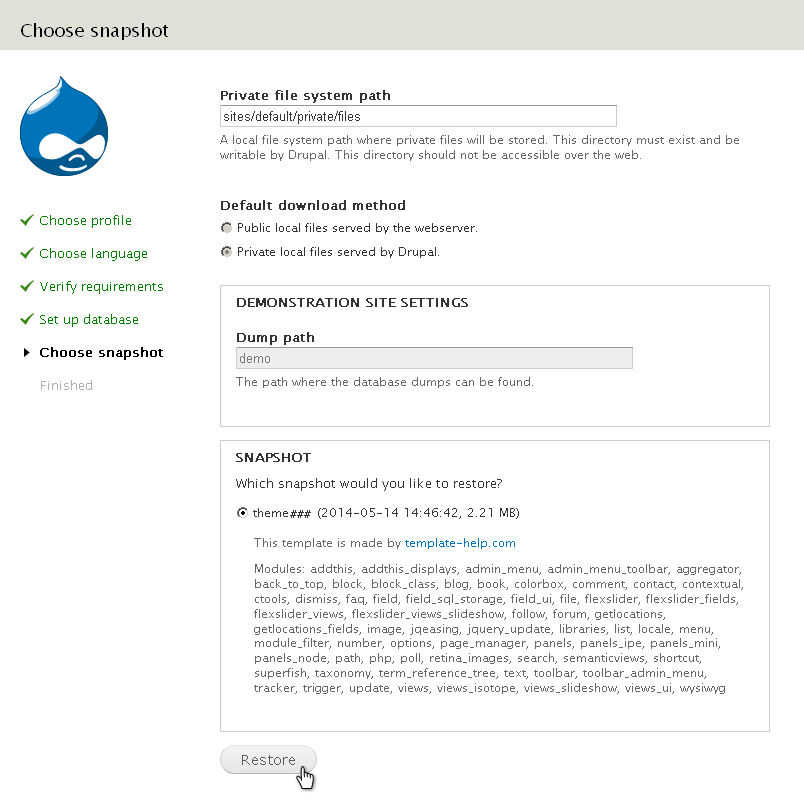 Choose snapshot
Choose profile
Choose language
Verify requirements
Set up database
Choose snapshot
Finished
Private file system path
sites/default/private/files
A local file system path where private files will be stored. This directory must exist and be
writable by Drupal. This directory should not be accessible over the web.
Default download method
Public local files served by the webserver.
Private local files served by Drupal.
DEMONSTRATION SITE SETTINGS
Dump path
demo
The path where the database dumps can be found.
SNAPSHOT
Which snapshot would you like to restore?
theme### (2014-05-14 14:46:42, 2.21 MB)
This template is made by template-help.com
Modules: addthis, addthis_displays, admin_menu, admin_menu_toolbar, aggregator,
back_to_top, block, block_class, blog, book, colorbox, comment, contact, contextual,
ctools, dismiss, faq, field, field_sql_storage, field_ui, file, flexslider, flexslider_fields,
flexslider_views, flexslider_views_slideshow, follow, forum, getlocations,
getlocations_fields, image, jqeasing, jquery_update, libraries, list, locale, menu,
module_filter, number, options, page_manager, panels, panels_ipe, panels_mini,
panels_node, path, php, poll, retina_images, search, semanticviews, shortcut,
superfish, taxonomy, term_reference_tree, text, toolbar, toolbar_admin_menu,
tracker, trigger, update, views, views_isotope, views_slideshow, views_ui, wysiwyg
Restore